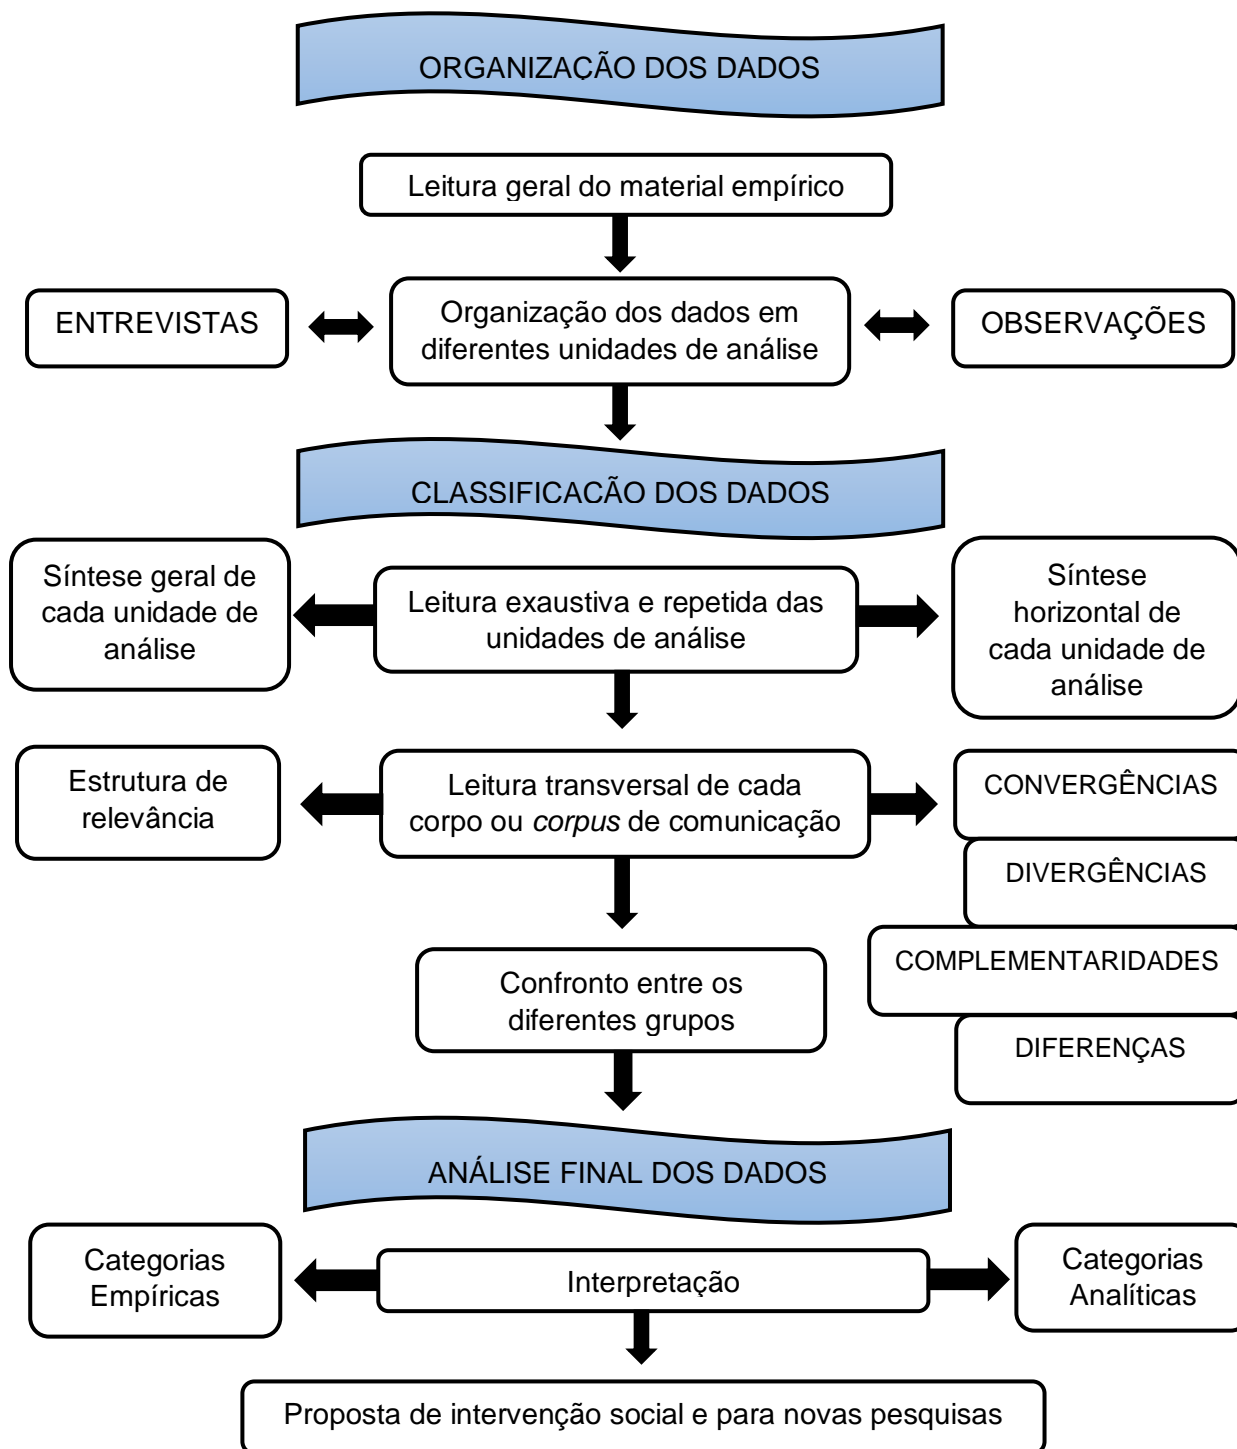 ORGANIZAÇÃO DOS DADOS
Leitura geral do material empírico
ENTREVISTAS
Organização dos dados em
diferentes unidades de análise
OBSERVAÇÕES
CLASSIFICAÇÃO DOS DADOS
Síntese geral de
cada unidade de
análise
Leitura exaustiva e repetida das
unidades de análise
Síntese
horizontal de
cada unidade de
análise
Estrutura de
relevância
Leitura transversal de cada
corpo ou corpus de comunicação
CONVERGÊNCIAS
DIVERGÊNCIAS
COMPLEMENTARIDADES
DIFERENÇAS
Confronto entre os
diferentes grupos
ANÁLISE FINAL DOS DADOS
Categorias
Empíricas
Interpretação
Categorias
Analíticas
Proposta de intervenção social e para novas pesquisas